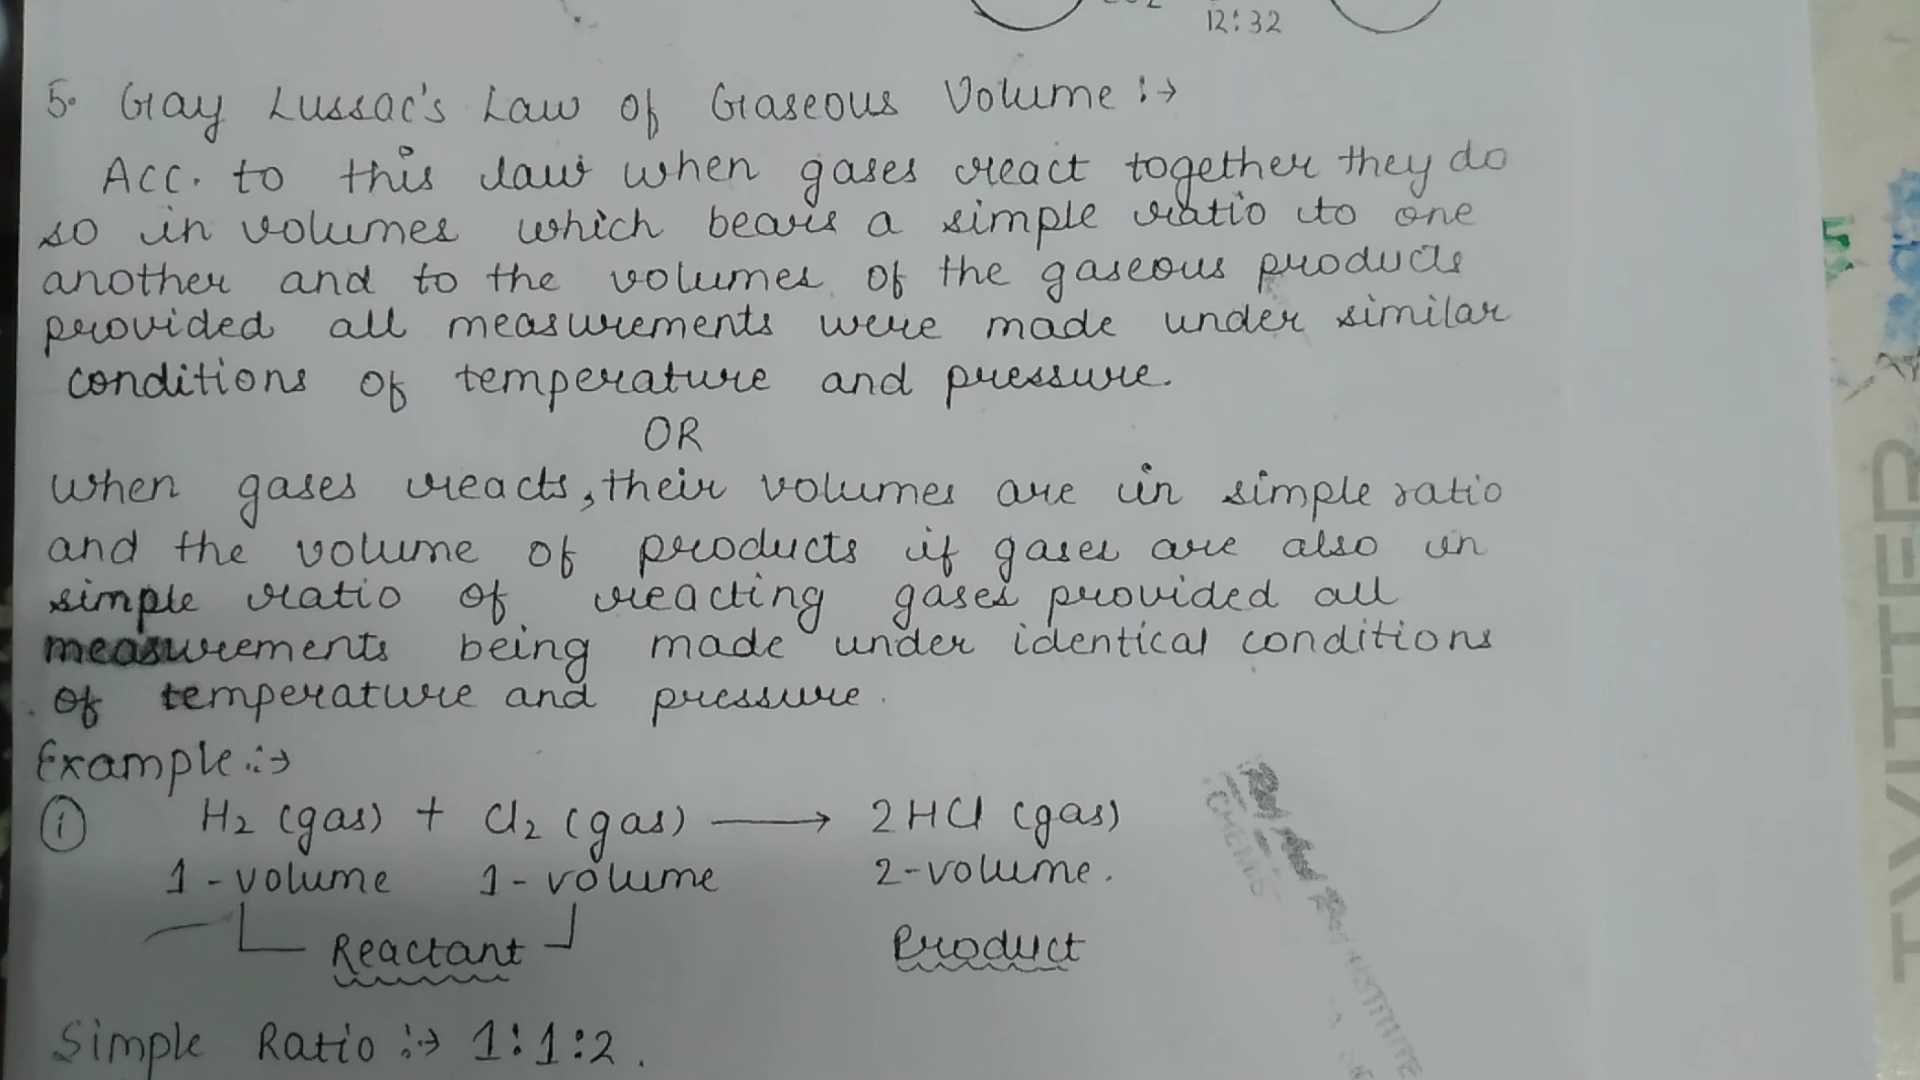 12:32
5. Gray Lussac's Law of Graseous Volume :→
Acc. to this law when gases react together they do
so in volumes which bears a simple ratio to one
another and to the volumes of the gaseous products
provided all measurements were made under similar
conditions of temperature and pressure.
OR
When gases reacts, their volumes are in simple ratio
and the volume of products if gases are also in
simple ratio of reacting gases provided all
measurements being made under identical conditions
of temperature and pressure.
Example :→
(i) H2 (gas) + Cl2 (gas) ⟶ 2HCl (gas)
1-volume 1-volume 2-volume.
Reactant Product
Simple Ratio :→ 1:1:2.